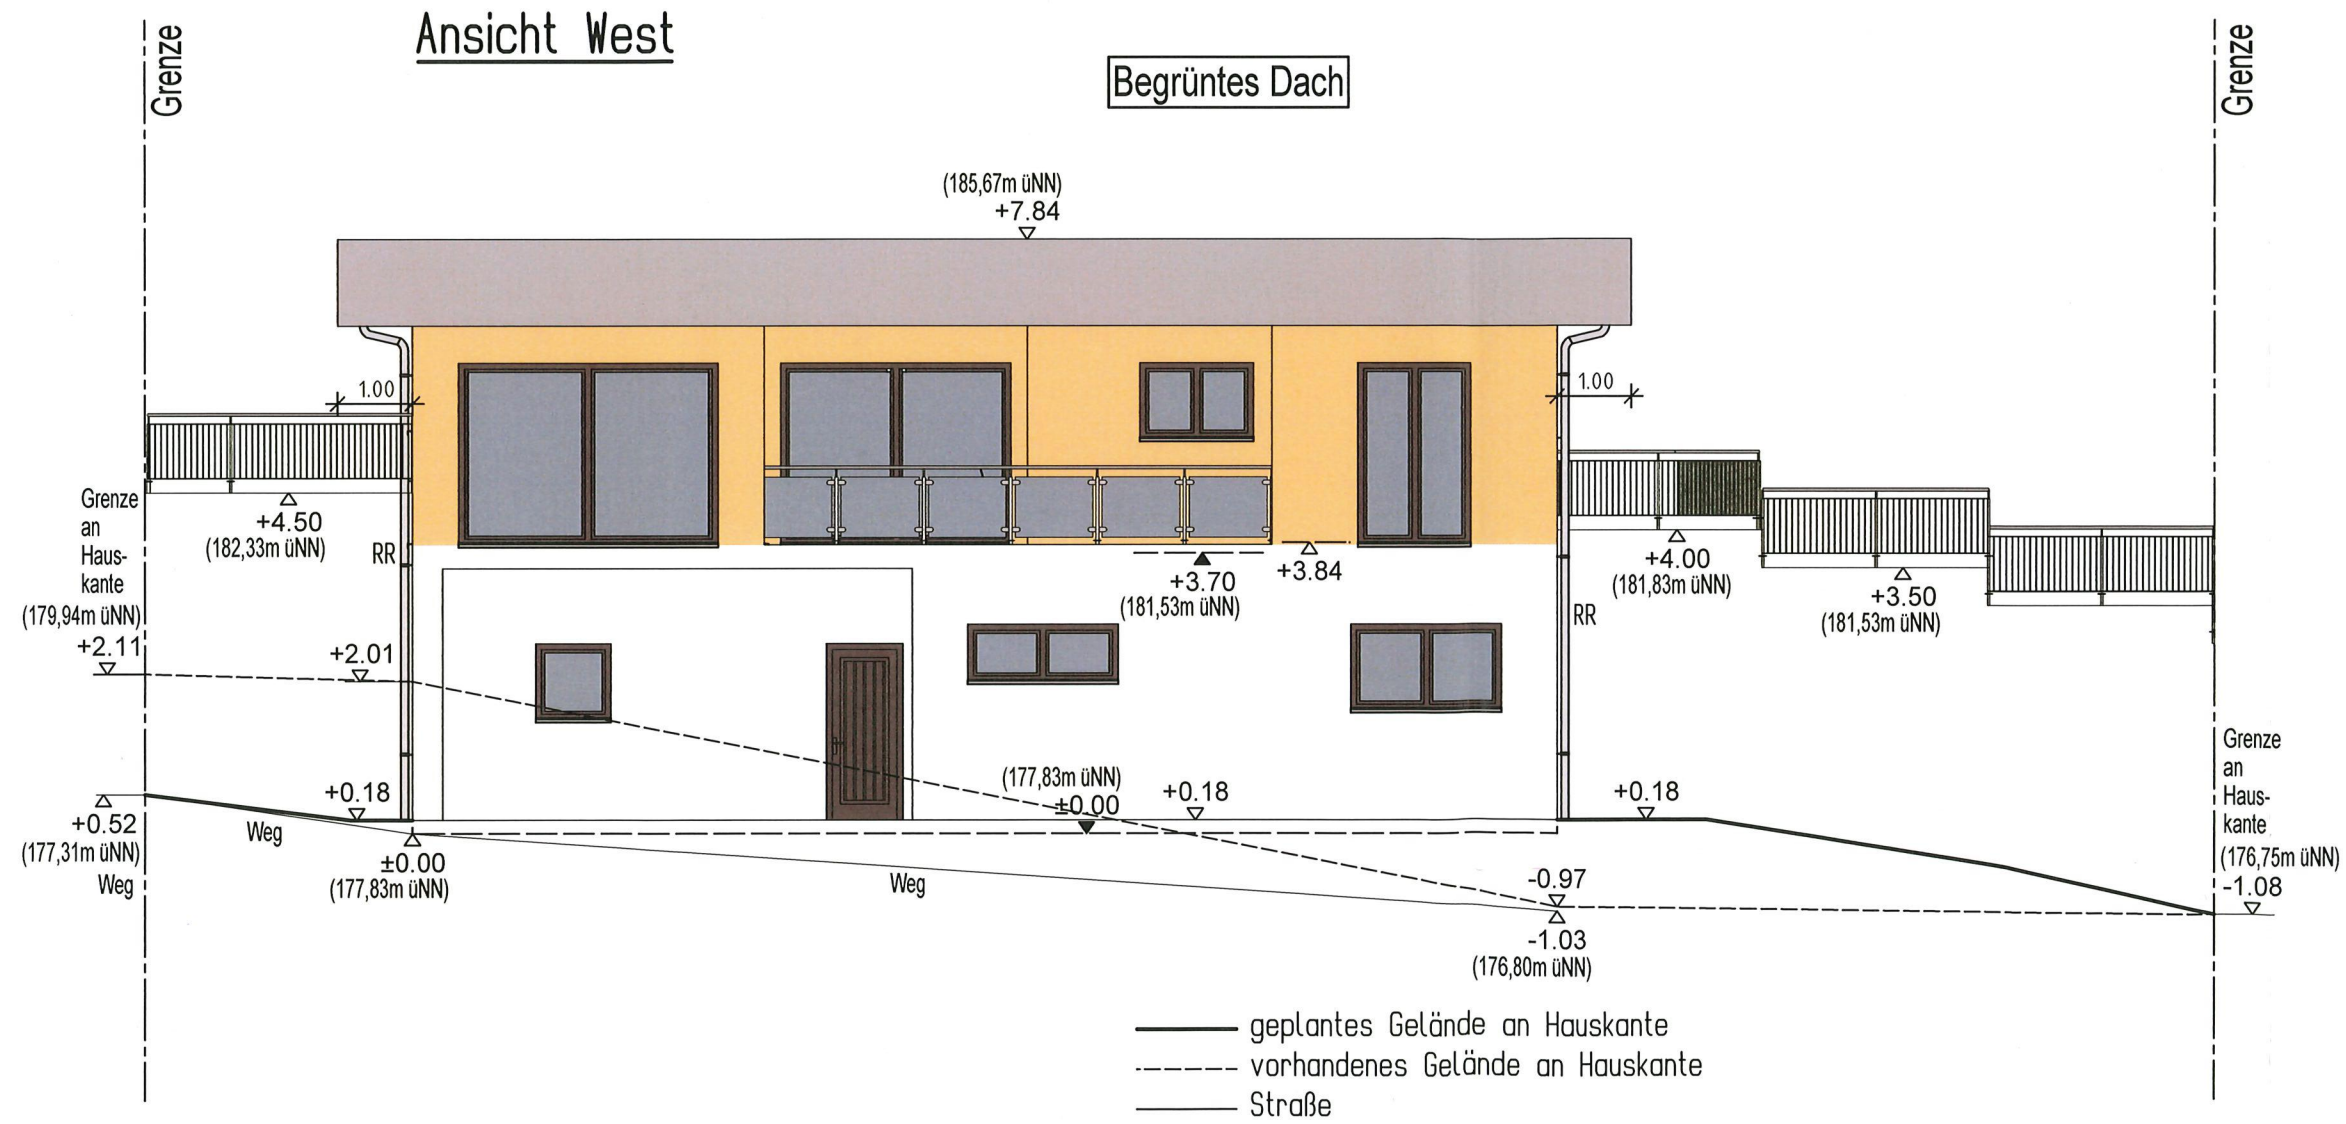 Ansicht West
Grenze
Grenze
Begrüntes Dach
(185,67m üNN)
+7.84
1.00
1.00
Grenze
an
Haus-
kante
(179,94m üNN)
+2.11
+4.50
(182,33m üNN)
RR
+2.01
+3.70
(181,53m üNN)
+3.84
+4.00
(181,83m üNN)
+3.50
(181,53m üNN)
RR
+0.18
(177,83m üNN)
±0.00
+0.18
+0.18
+0.52
(177,31m üNN)
Weg
Weg
±0.00
(177,83m üNN)
Weg
-0.97
-1.03
(176,80m üNN)
Grenze
an
Haus-
kante
(176,75m üNN)
-1.08
geplantes Gelände an Hauskante
vorhandenes Gelände an Hauskante
Straße